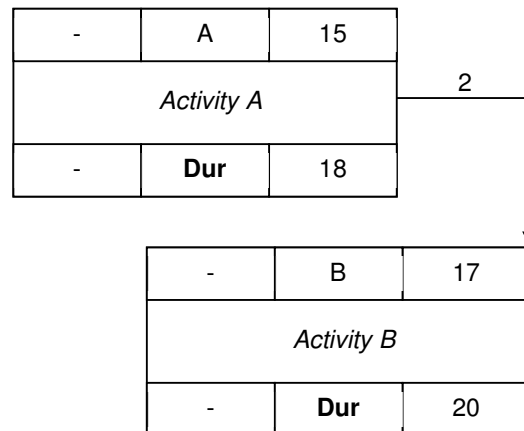 - A 15
Activity A
2
- Dur 18
- B 17
Activity B
- Dur 20